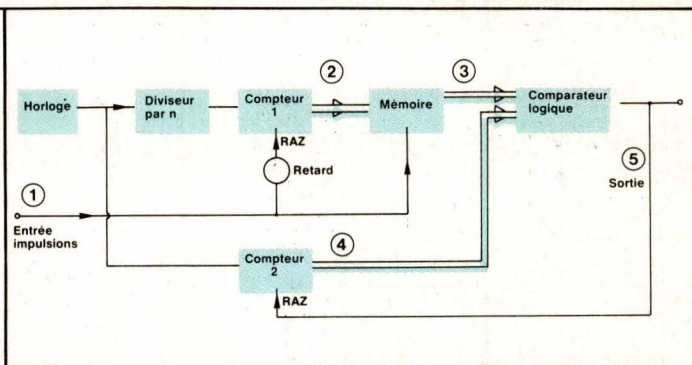 ②
③
Horloge
Diviseur
par n
Compteur
1
Mémoire
Comparateur
logique
RAZ
①
Retard
⑤
Sortie
Entrée
impulsions
④
Compteur
2
RAZ